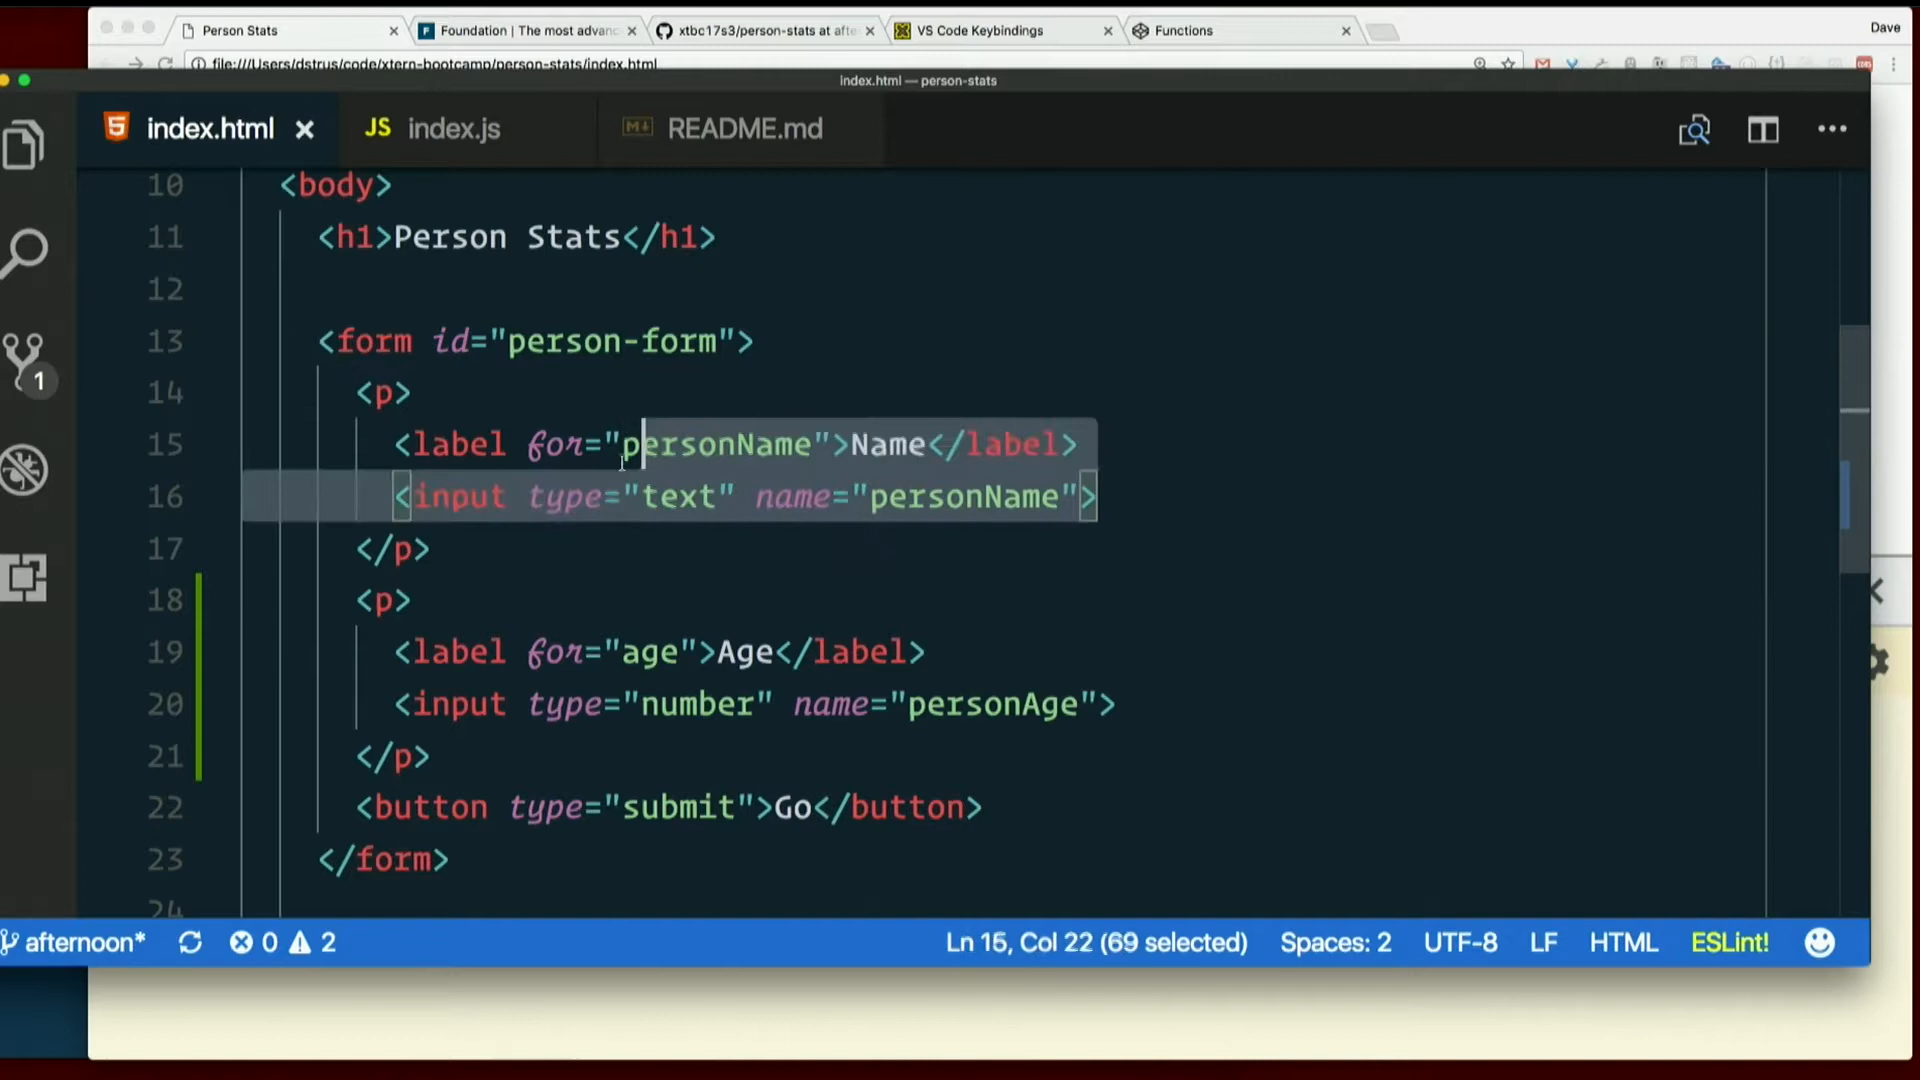 Person Stats
Foundation | The most advanc
xtbc17s3/person-stats at afte
VS Code Keybindings
Functions
Dave
file:///Users/dstrus/code/xtern-bootcamp/person-stats/index.html
index.html — person-stats
index.html
JS index.js
README.md
10 <body>
11 <h1>Person Stats</h1>
12
13 <form id="person-form">
14 <p>
15 <label for="personName">Name</label>
16 <input type="text" name="personName">
17 </p>
18 <p>
19 <label for="age">Age</label>
20 <input type="number" name="personAge">
21 </p>
22 <button type="submit">Go</button>
23 </form>
24
1
afternoon* 0 2 Ln 15, Col 22 (69 selected) Spaces: 2 UTF-8 LF HTML ESLint!